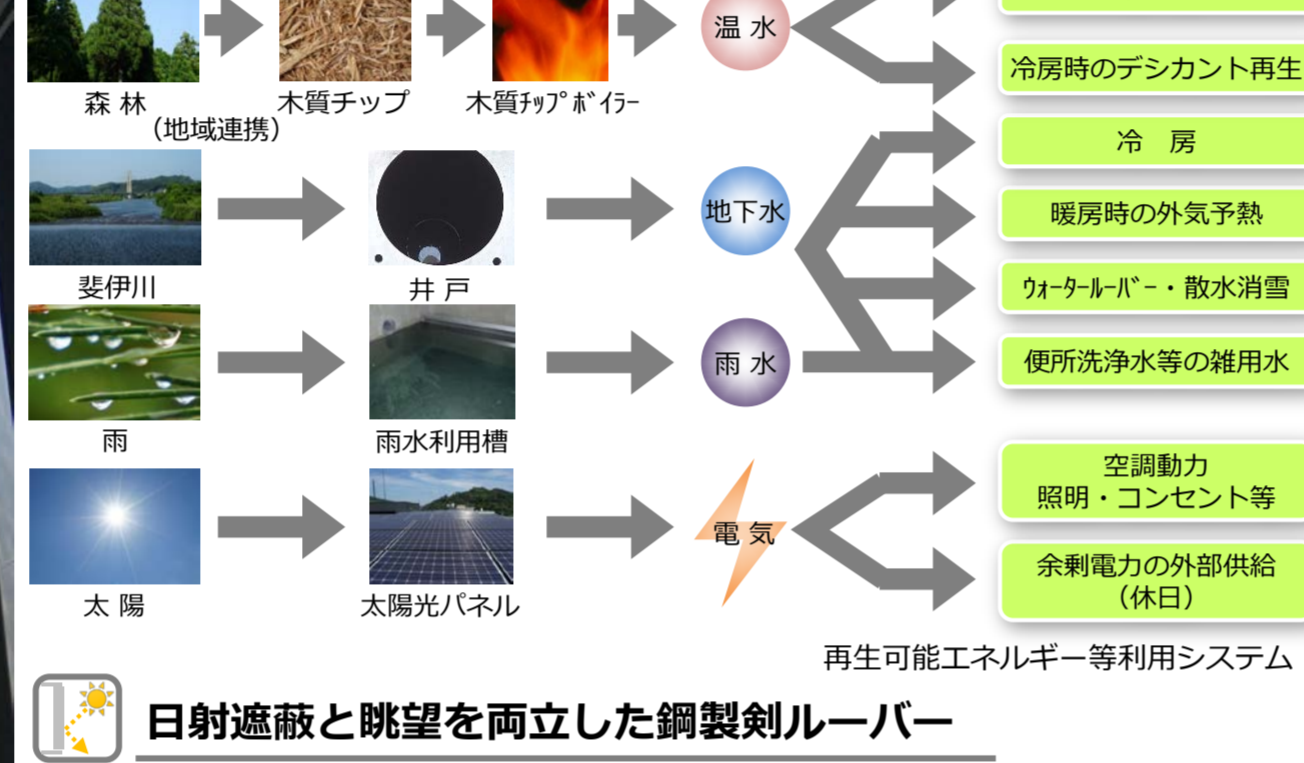 温 水
冷房時のデシカント再生
森 林
木質チップ
木質ﾁｯﾌﾟﾎﾞｲﾗｰ
（地域連携）
冷　房
地下水
暖房時の外気予熱
斐伊川
井 戸
ｳｫｰﾀｰﾙｰﾊﾞｰ・散水消雪
雨 水
便所洗浄水等の雑用水
雨
雨水利用槽
空調動力
照明・コンセント等
電 気
余剰電力の外部供給
（休日）
太 陽
太陽光パネル
再生可能エネルギー等利用システム
日射遮蔽と眺望を両立した鋼製剣ルーバー